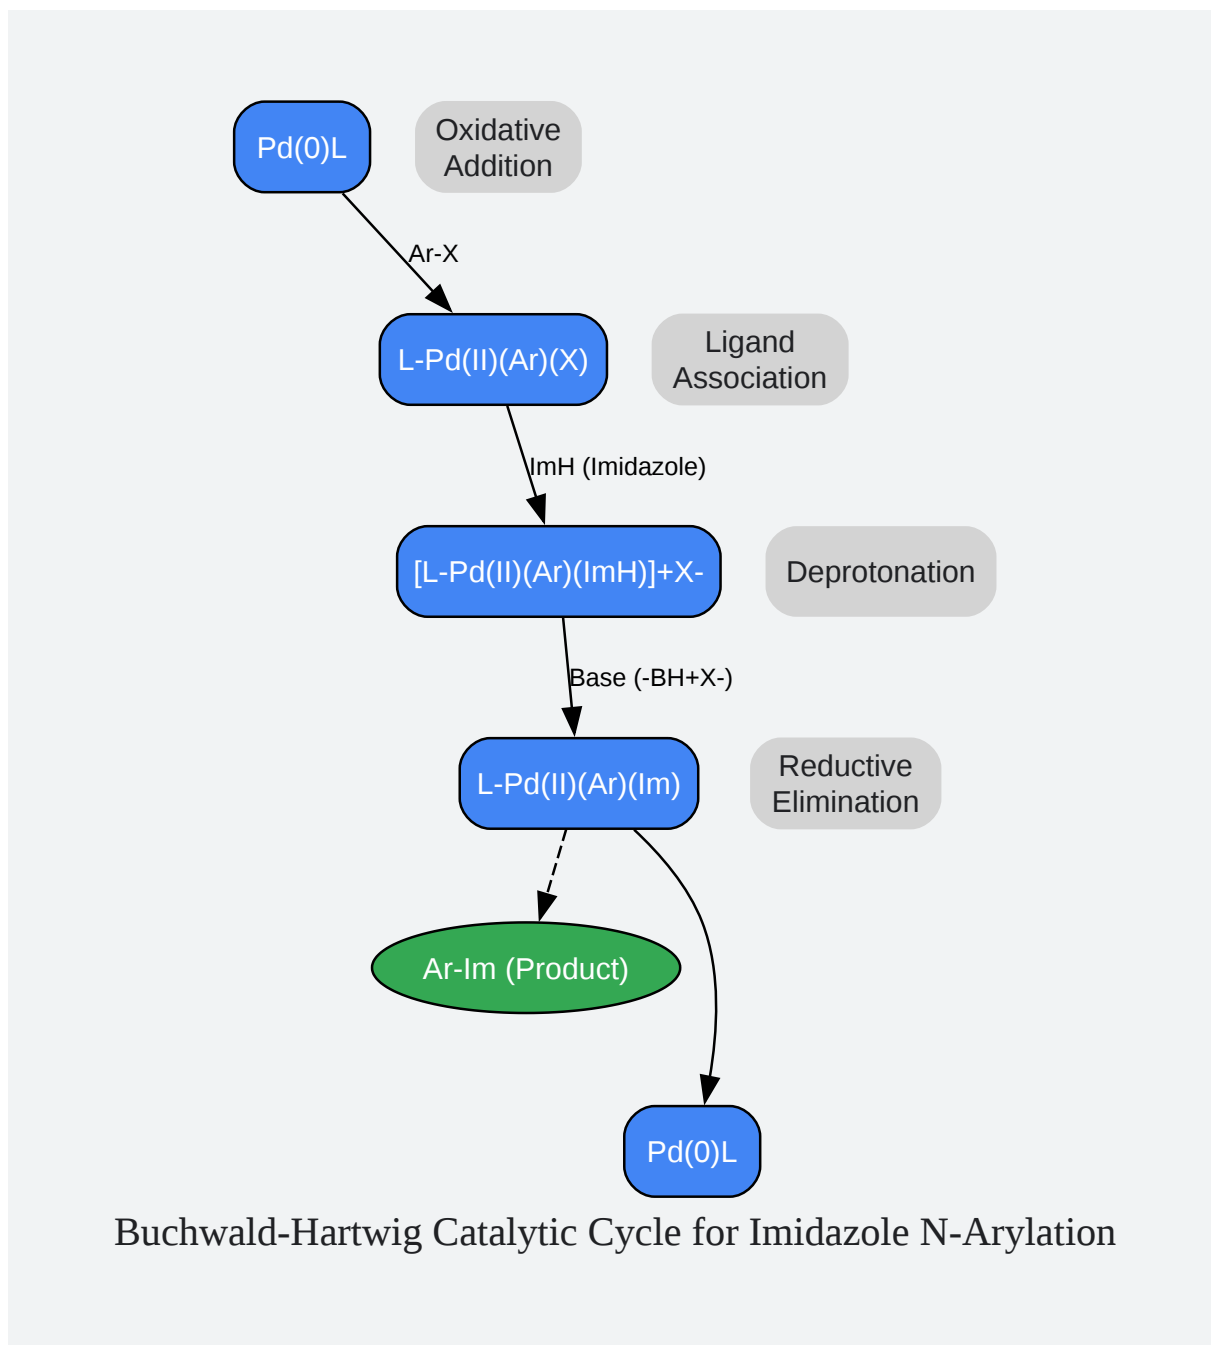 Pd(0)L
Oxidative
Addition
Ar-X
L-Pd(II)(Ar)(X)
Ligand
Association
ImH (Imidazole)
[L-Pd(II)(Ar)(ImH)]+X-
Deprotonation
Base (-BH+X-)
L-Pd(II)(Ar)(Im)
Reductive
Elimination
Ar-Im (Product)
Pd(0)L
Buchwald-Hartwig Catalytic Cycle for Imidazole N-Arylation